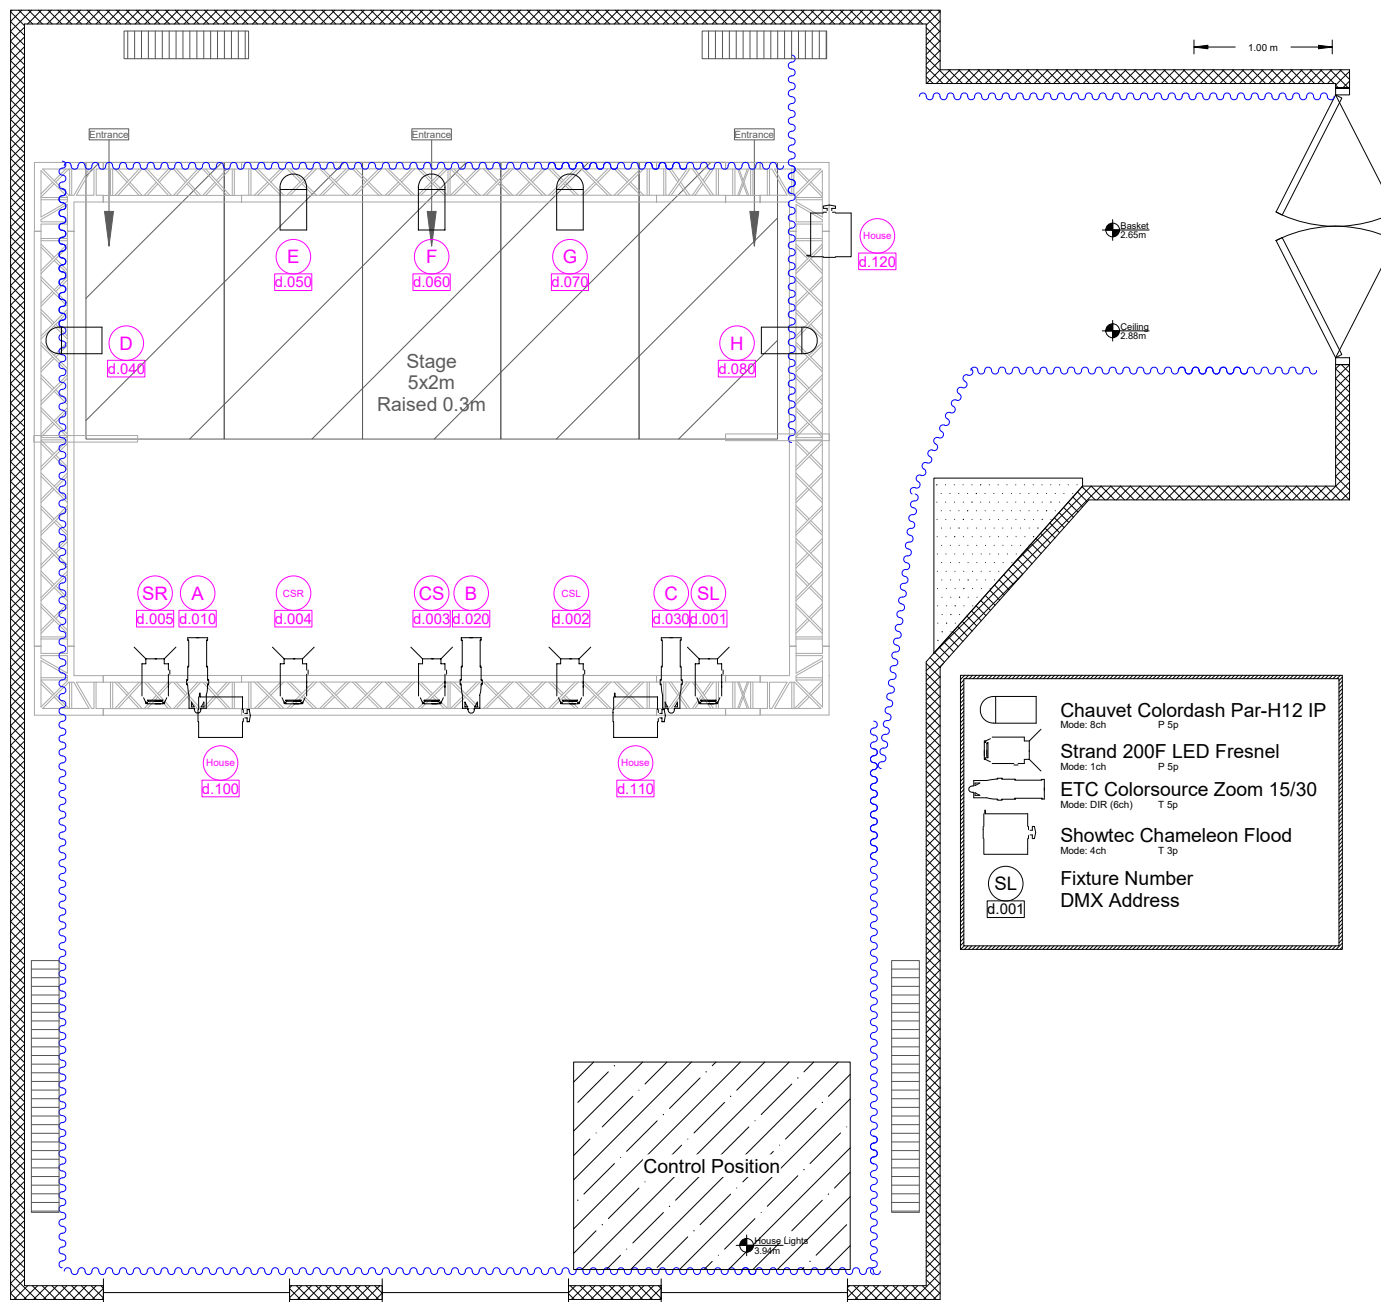 1.00 m
Entrance
Entrance
Entrance
Basket
2.65m
House
d.120
E
d.050
F
d.060
G
d.070
Ceiling
2.88m
D
d.040
H
d.080
Stage
5x2m
Raised 0.3m
SR
d.005
A
d.010
CSR
d.004
CS
d.003
B
d.020
CSL
d.002
C
d.030
SL
d.001
House
d.100
House
d.110
Chauvet Colordash Par-H12 IP
Mode: 8ch P 5p
Strand 200F LED Fresnel
Mode: 1ch P 5p
ETC Colorsource Zoom 15/30
Mode: DIR (6ch) T 5p
Showtec Chameleon Flood
Mode: 4ch T 3p
SL
d.001
Fixture Number
DMX Address
Control Position
House Lights
3.94m